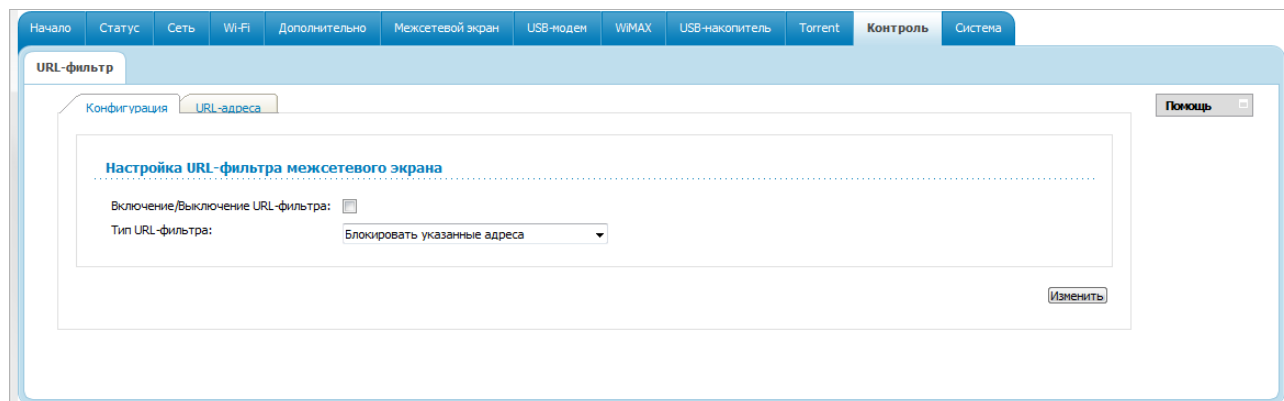 Начало Статус Сеть Wi-Fi Дополнительно Межсетевой экран USB-модем WiMAX USB-накопитель Torrent Контроль Система
URL-фильтр
Конфигурация URL-адреса Помощь
Настройка URL-фильтра межсетевого экрана
Включение/Выключение URL-фильтра:
Тип URL-фильтра: Блокировать указанные адреса
Изменить